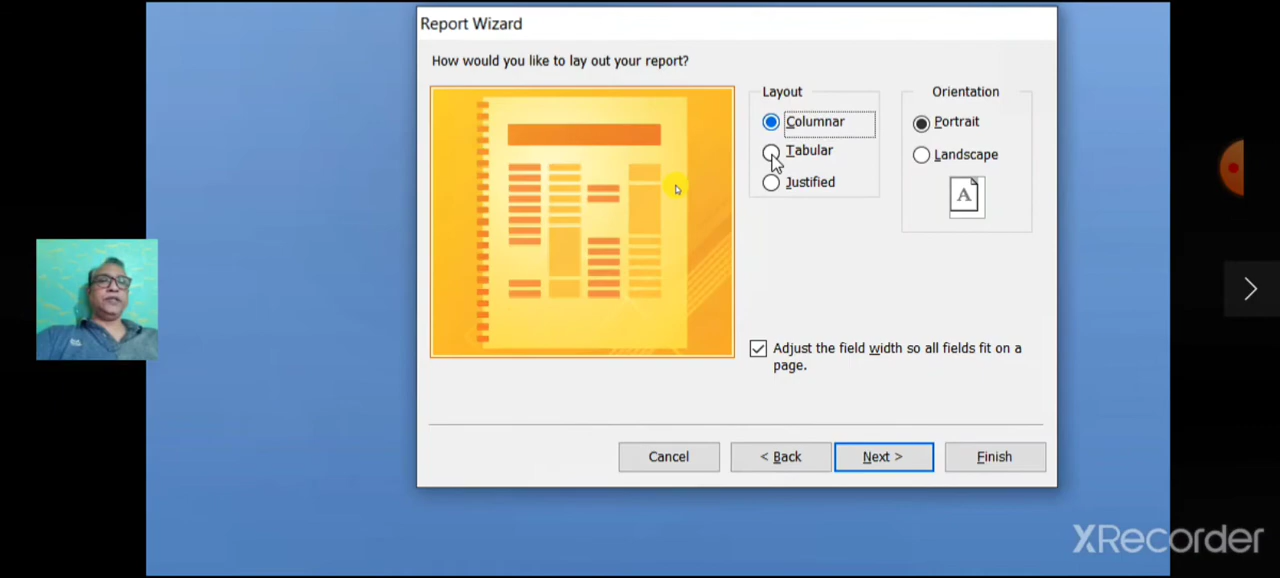 Report Wizard
How would you like to lay out your report?
Layout
Columnar
Tabular
Justified
Orientation
Portrait
Landscape
A
Adjust the field width so all fields fit on a
page.
Cancel
< Back
Next >
Finish
XRecorder